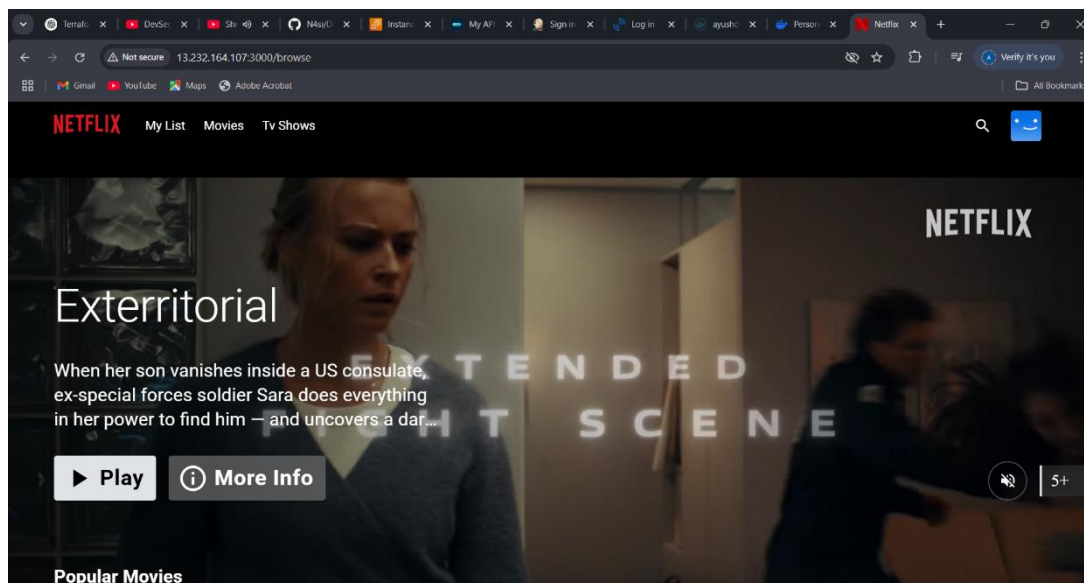 Terrafo
DevSec
N4si/D
Instanc
My API
Sign in
Log in
ayusho
Person
Netflix
Not secure
13.232.164.107:3000/browse
Verify it's you
Gmail
YouTube
Maps
Adobe Acrobat
All Bookmark
NETFLIX
My List
Movies
Tv Shows
NETFLIX
Exterritorial
When her son vanishes inside a US consulate,
ex-special forces soldier Sara does everything
in her power to find him — and uncovers a dar...
EXTENDED
FIGHT SCENE
Play
More Info
5+
Popular Movies